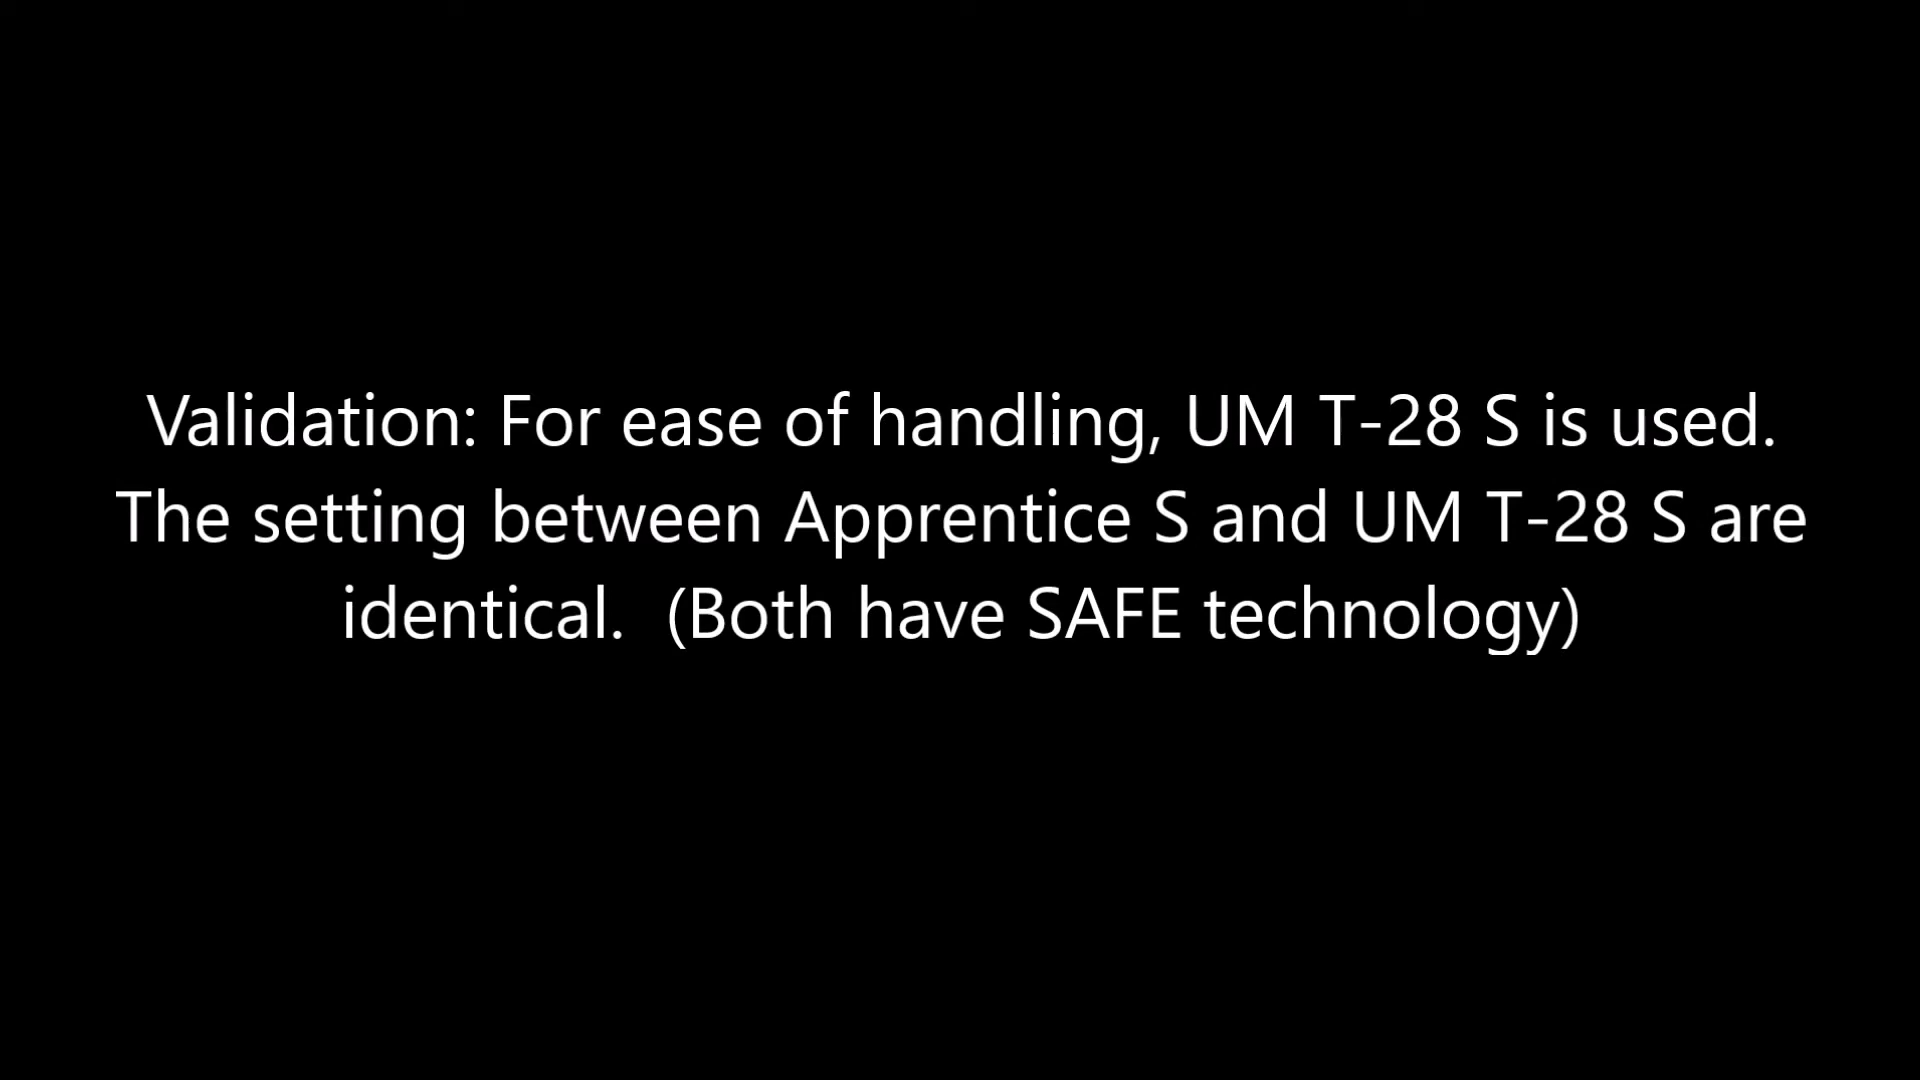 Validation: For ease of handling, UM T-28 S is used.
The setting between Apprentice S and UM T-28 S are
identical.  (Both have SAFE technology)